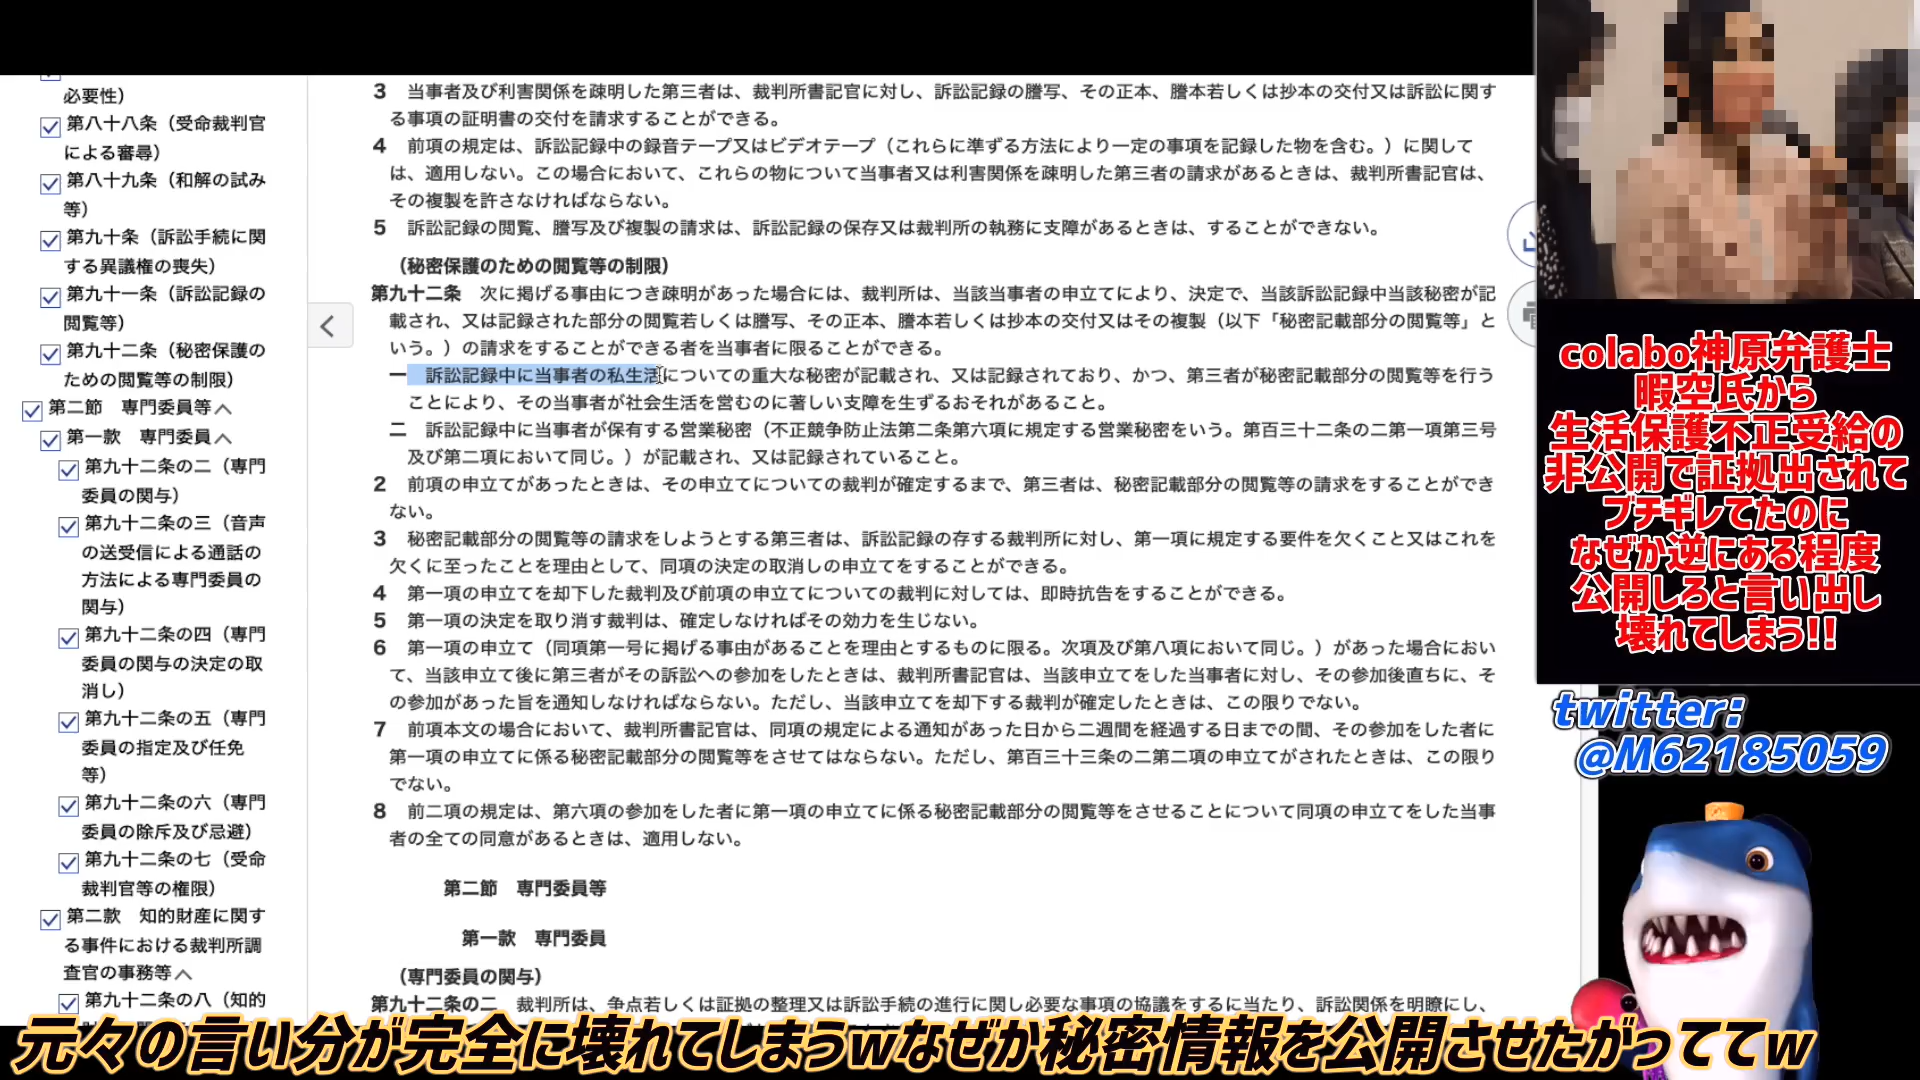 必要性）
第八十八条（受命裁判官
による審尋）
第八十九条（和解の試み
等）
第九十条（訴訟手続に関
する異議権の喪失）
第九十一条（訴訟記録の
閲覧等）
第九十二条（秘密保護の
ための閲覧等の制限）
第二節　専門委員等
第一款　専門委員
第九十二条の二（専門
委員の関与）
第九十二条の三（音声
の送受信による通話の
方法による専門委員の
関与）
第九十二条の四（専門
委員の関与の決定の取
消し）
第九十二条の五（専門
委員の指定及び任免
等）
第九十二条の六（専門
委員の除斥及び忌避）
第九十二条の七（受命
裁判官等の権限）
第二款　知的財産に関す
る事件における裁判所調
査官の事務等
第九十二条の八（知的
3　当事者及び利害関係を疎明した第三者は、裁判所書記官に対し、訴訟記録の謄写、その正本、謄本若しくは抄本の交付又は訴訟に関す
る事項の証明書の交付を請求することができる。
4　前項の規定は、訴訟記録中の録音テープ又はビデオテープ（これらに準ずる方法により一定の事項を記録した物を含む。）に関して
は、適用しない。この場合において、これらの物について当事者又は利害関係を疎明した第三者の請求があるときは、裁判所書記官は、
その複製を許さなければならない。
5　訴訟記録の閲覧、謄写及び複製の請求は、訴訟記録の保存又は裁判所の執務に支障があるときは、することができない。
（秘密保護のための閲覧等の制限）
第九十二条　次に掲げる事由につき疎明があった場合には、裁判所は、当該当事者の申立てにより、決定で、当該訴訟記録中当該秘密が記
載され、又は記録された部分の閲覧若しくは謄写、その正本、謄本若しくは抄本の交付又はその複製（以下「秘密記載部分の閲覧等」と
いう。）の請求をすることができる者を当事者に限ることができる。
一　訴訟記録中に当事者の私生活についての重大な秘密が記載され、又は記録されており、かつ、第三者が秘密記載部分の閲覧等を行う
ことにより、その当事者が社会生活を営むのに著しい支障を生ずるおそれがあること。
二　訴訟記録中に当事者が保有する営業秘密（不正競争防止法第二条第六項に規定する営業秘密をいう。第百三十二条の二第一項第三号
及び第二項において同じ。）が記載され、又は記録されていること。
2　前項の申立てがあったときは、その申立てについての裁判が確定するまで、第三者は、秘密記載部分の閲覧等の請求をすることができ
ない。
3　秘密記載部分の閲覧等の請求をしようとする第三者は、訴訟記録の存する裁判所に対し、第一項に規定する要件を欠くこと又はこれを
欠くに至ったことを理由として、同項の決定の取消しの申立てをすることができる。
4　第一項の申立てを却下した裁判及び前項の申立てについての裁判に対しては、即時抗告をすることができる。
5　第一項の決定を取り消す裁判は、確定しなければその効力を生じない。
6　第一項の申立て（同項第一号に掲げる事由があることを理由とするものに限る。次項及び第八項において同じ。）があった場合におい
て、当該申立て後に第三者がその訴訟への参加をしたときは、裁判所書記官は、当該申立てをした当事者に対し、その参加後直ちに、そ
の参加があった旨を通知しなければならない。ただし、当該申立てを却下する裁判が確定したときは、この限りでない。
7　前項本文の場合において、裁判所書記官は、同項の規定による通知があった日から二週間を経過する日までの間、その参加をした者に
第一項の申立てに係る秘密記載部分の閲覧等をさせてはならない。ただし、第百三十三条の二第二項の申立てがされたときは、この限り
でない。
8　前二項の規定は、第六項の参加をした者に第一項の申立てに係る秘密記載部分の閲覧等をさせることについて同項の申立てをした当事
者の全ての同意があるときは、適用しない。
第二節　専門委員等
第一款　専門委員
（専門委員の関与）
第九十二条の二　裁判所は、争点若しくは証拠の整理又は訴訟手続の進行に関し必要な事項の協議をするに当たり、訴訟関係を明瞭にし、
colabo神原弁護士
暇空氏から
生活保護不正受給の
非公開で証拠出されて
ブチギレてたのに
なぜか逆にある程度
公開しろと言い出し
壊れてしまう!!
twitter:
@M62185059
元々の言い分が完全に壊れてしまうwなぜか秘密情報を公開させたがっててw